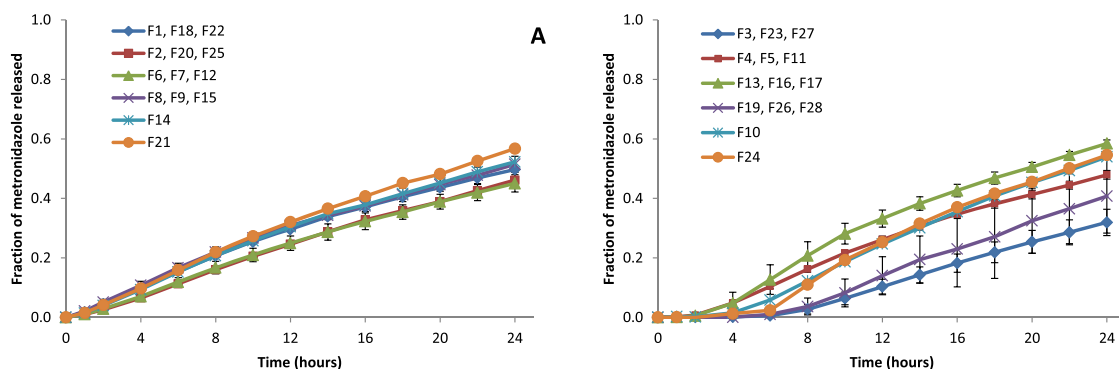 Fraction of metronidazole released
1.0
0.8
0.6
0.4
0.2
0.0
F1, F18, F22
F2, F20, F25
F6, F7, F12
F8, F9, F15
F14
F21
A
0 4 8 12 16 20 24
Time (hours)
Fraction of metronidazole released
1.0
0.8
0.6
0.4
0.2
0.0
F3, F23, F27
F4, F5, F11
F13, F16, F17
F19, F26, F28
F10
F24
0 4 8 12 16 20 24
Time (hours)